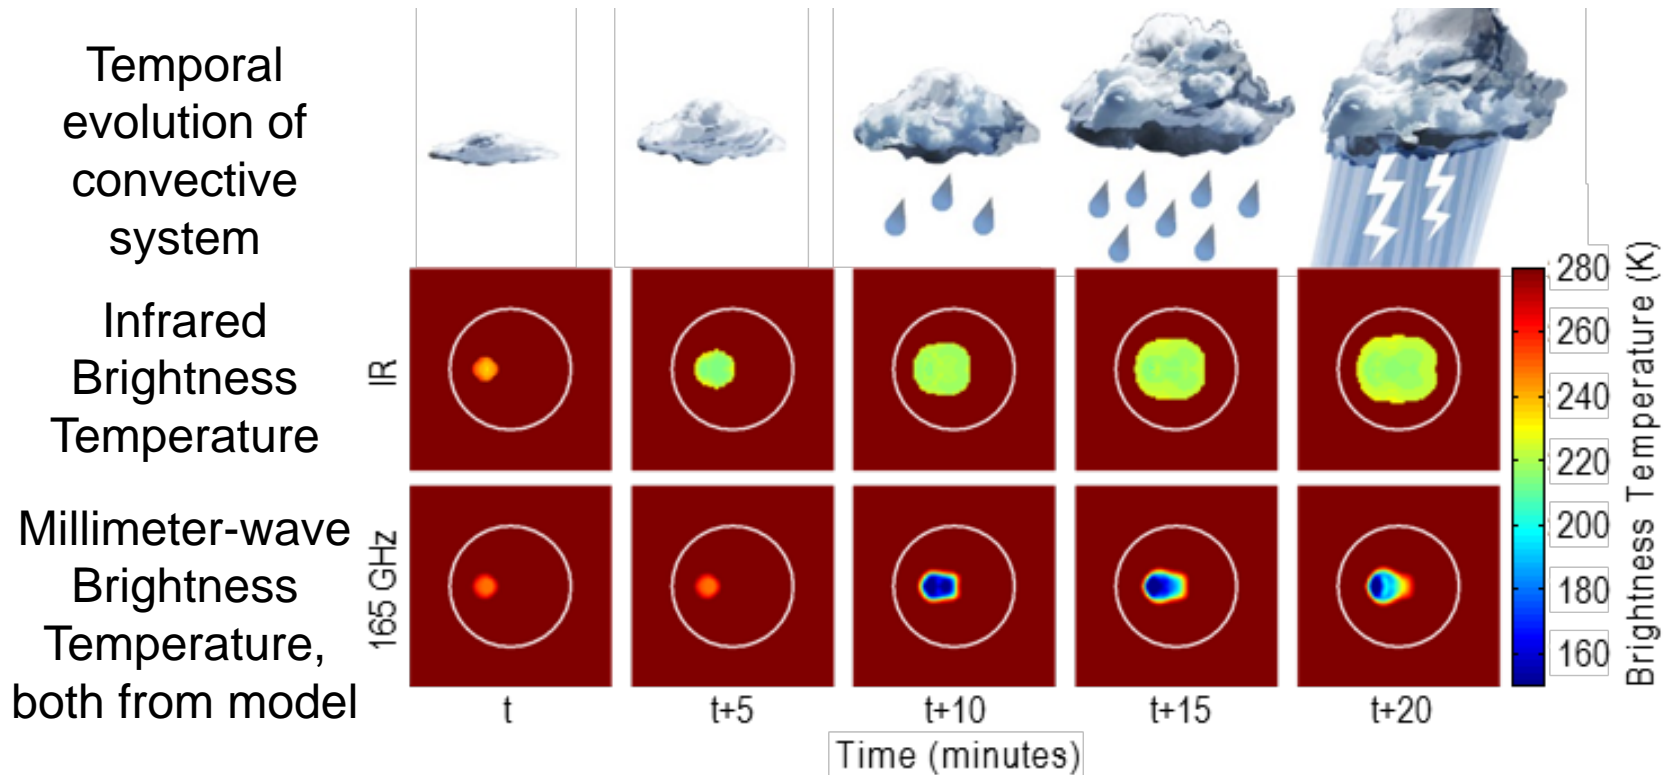 Temporal
evolution of
convective
system
Infrared
Brightness
Temperature
IR
Millimeter-wave
Brightness
Temperature,
both from model
165 GHz
280
260
240
220
200
180
160
Brightness Temperature (K)
t
t+5
t+10
t+15
t+20
Time (minutes)